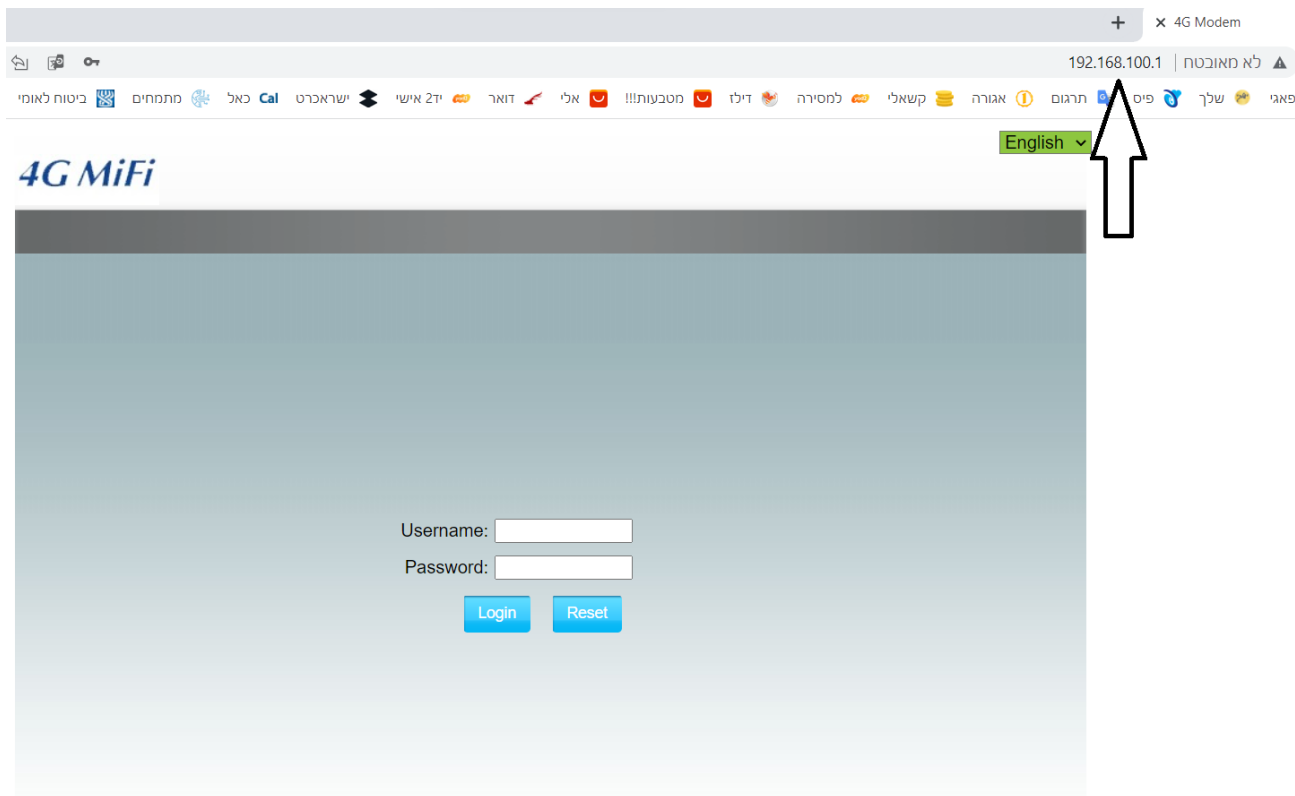 4G Modem
לא מאובטח 192.168.100.1
פאגי שלך פיס תרגום אגורה קשאלי למסירה דילז מטבעות!!! אלי דואר יד2 אישי ישראכרט Cal כאל מתמחים ביטוח לאומי
English
4G MiFi
Username:
Password:
Login Reset